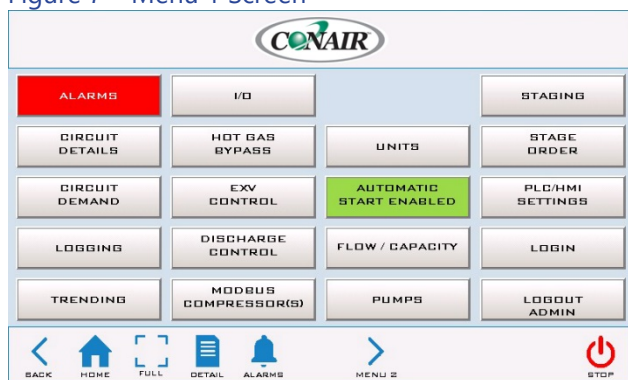 Figure 7 – Menu 1 Screen
CONAIR
ALARMS
I/O
STAGING
CIRCUIT
DETAILS
HOT GAS
BYPASS
UNITS
STAGE
ORDER
CIRCUIT
DEMAND
EXV
CONTROL
AUTOMATIC
START ENABLED
PLC/HMI
SETTINGS
LOGGING
DISCHARGE
CONTROL
FLOW / CAPACITY
LOGIN
TRENDING
MODBUS
COMPRESSOR(S)
PUMPS
LOGOUT
ADMIN
BACK
HOME
FULL
DETAIL
ALARMS
MENU 2
STOP